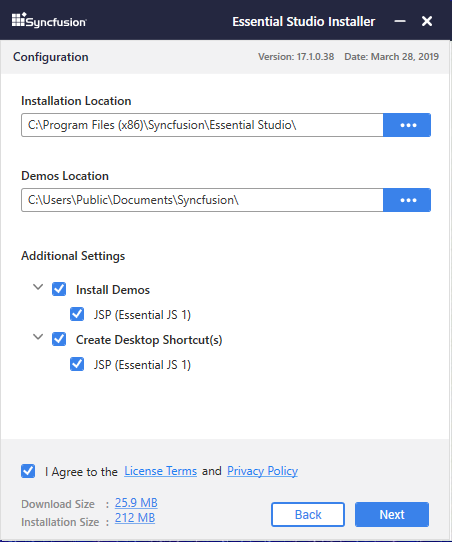 Syncfusion Essential Studio Installer
Configuration Version: 17.1.0.38 Date: March 28, 2019
Installation Location
C:\Program Files (x86)\Syncfusion\Essential Studio\
Demos Location
C:\Users\Public\Documents\Syncfusion\
Additional Settings
Install Demos
JSP (Essential JS 1)
Create Desktop Shortcut(s)
JSP (Essential JS 1)
I Agree to the License Terms and Privacy Policy
Download Size : 25.9 MB
Installation Size : 212 MB
Back Next